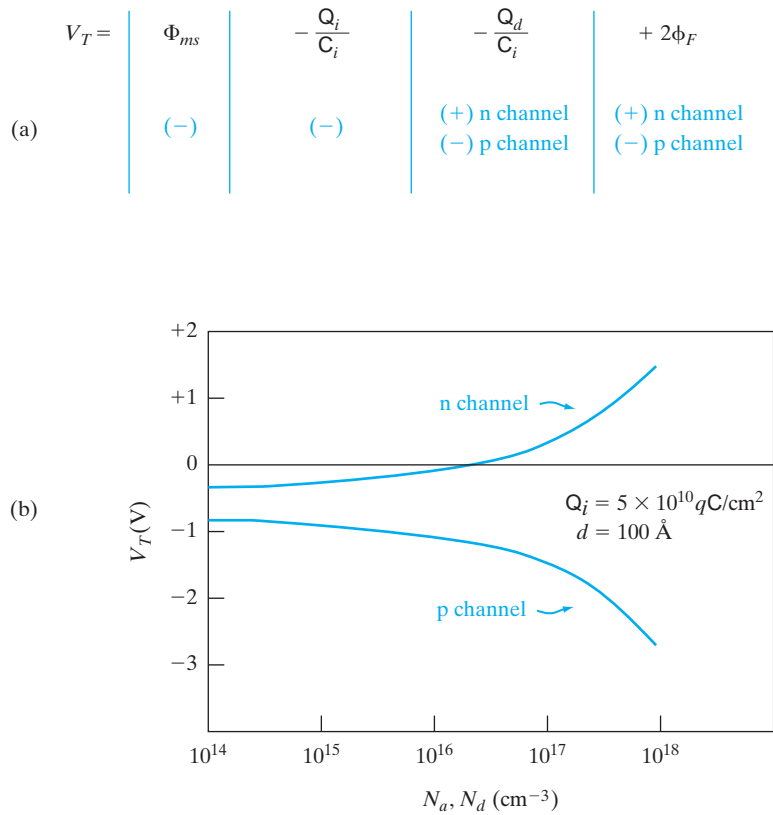 V_T = Φ_ms − Q_i/C_i − Q_d/C_i + 2ϕ_F
(a) (−) (−) (+) n channel (+) n channel
(−) p channel (−) p channel
(b)
V_T(V)
+2
+1
0
−1
−2
−3
n channel
Q_i = 5 × 10^10 qC/cm^2
d = 100 Å
p channel
10^14 10^15 10^16 10^17 10^18
N_a, N_d (cm^−3)